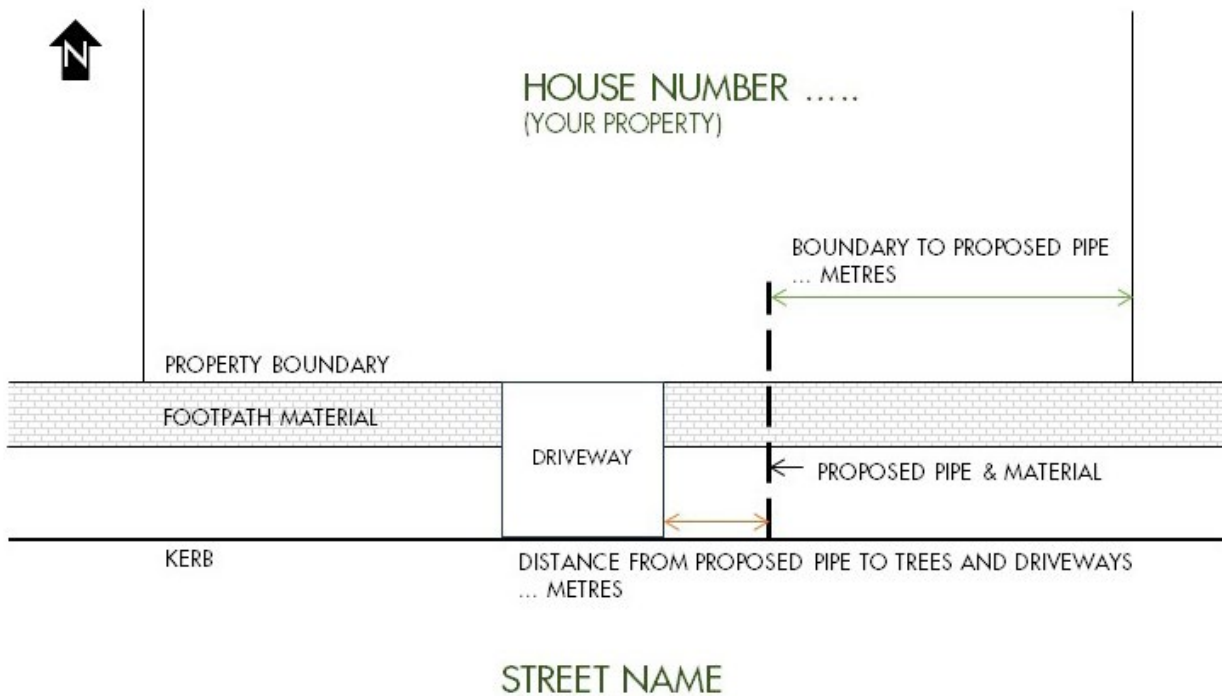 N
HOUSE NUMBER .....
(YOUR PROPERTY)
BOUNDARY TO PROPOSED PIPE
... METRES
PROPERTY BOUNDARY
FOOTPATH MATERIAL
DRIVEWAY
PROPOSED PIPE & MATERIAL
KERB
DISTANCE FROM PROPOSED PIPE TO TREES AND DRIVEWAYS
... METRES
STREET NAME